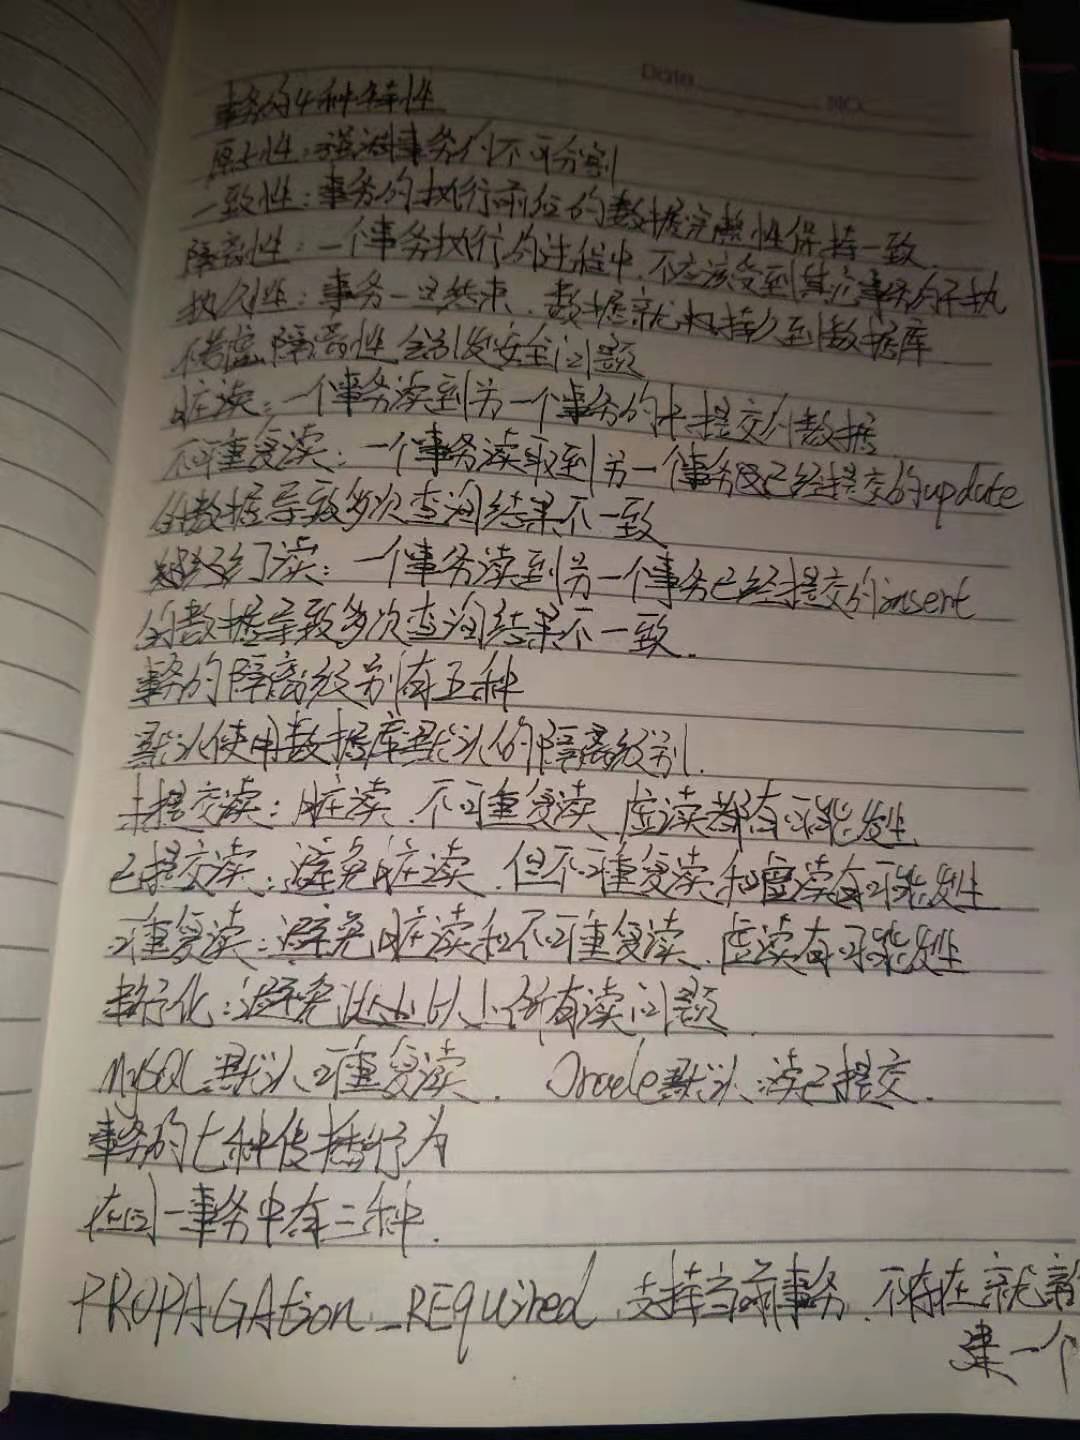 Date
NO.
事务的4种特性
原子性:强调事务的不可分割
一致性:事务的执行前后的数据完整性保持一致
隔离性:一个事务执行的过程中,不应该受到其它事务的干扰
持久性:事务一旦结束,数据就持久到数据库
不考虑隔离性会引发安全问题
脏读:一个事务读到另一个事务的未提交的数据
不可重复读:一个事务读取到另一个事务已经提交的update
的数据导致多次查询结果不一致
幻读:一个事务读到另一个事务已经提交的insert
的数据导致多次查询结果不一致.
事务的隔离级别有五种
默认使用数据库默认的隔离级别.
未提交读:脏读,不可重复读,虚读都有可能发生
已提交读:避免脏读,但不可重复读和虚读有可能发生
可重复读:避免脏读和不可重复读,虚读有可能发生
串行化:避免以上所有读问题.
MySQL默认可重复读. Oracle默认读已提交.
事务的七种传播行为
在同一事务中有三种.
PROPAGAtion_REquired 支持当前事务,不存在就新
建一个